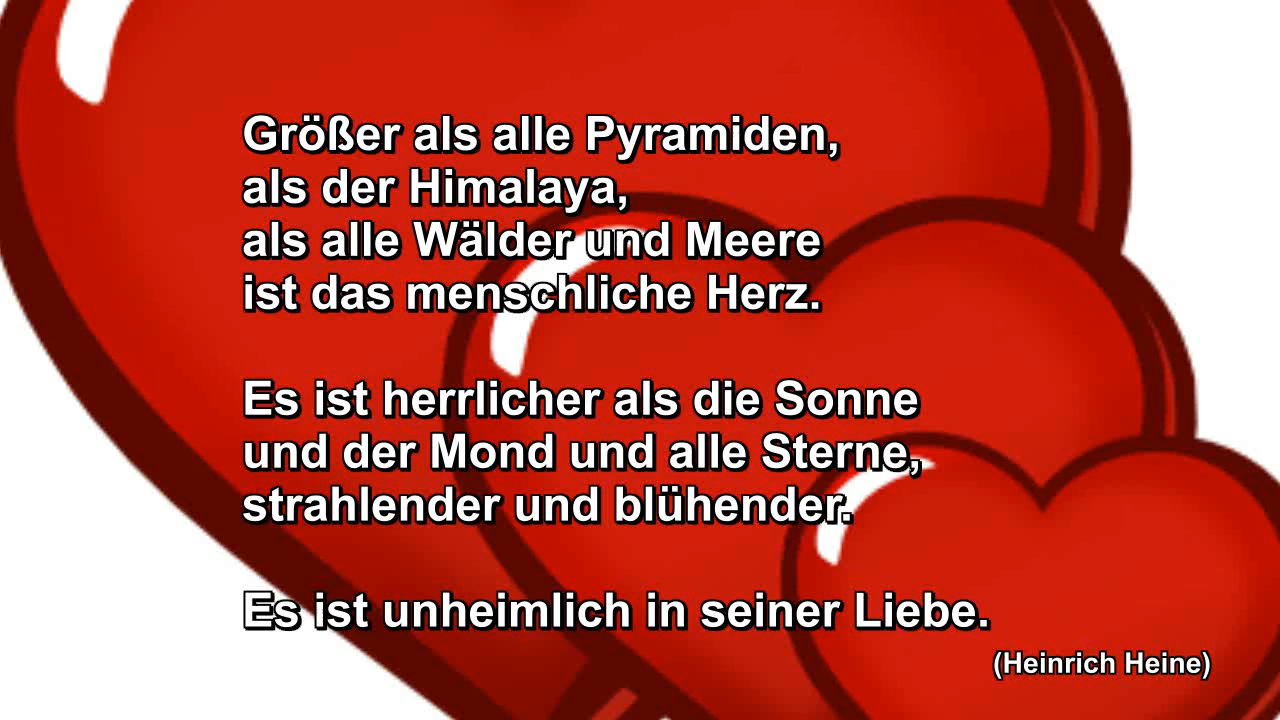 Größer als alle Pyramiden,
als der Himalaya,
als alle Wälder und Meere
ist das menschliche Herz.
Es ist herrlicher als die Sonne
und der Mond und alle Sterne,
strahlender und blühender.
Es ist unheimlich in seiner Liebe.
(Heinrich Heine)